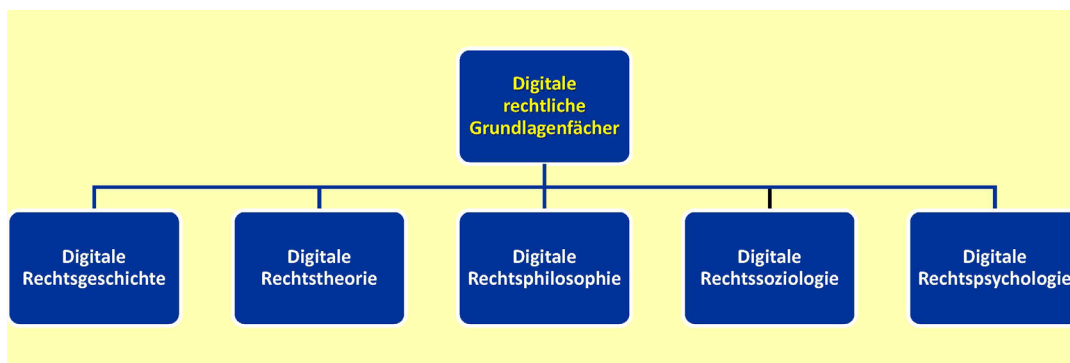 Digitale
rechtliche
Grundlagenfächer
Digitale
Rechtsgeschichte
Digitale
Rechtstheorie
Digitale
Rechtsphilosophie
Digitale
Rechtssoziologie
Digitale
Rechtspsychologie